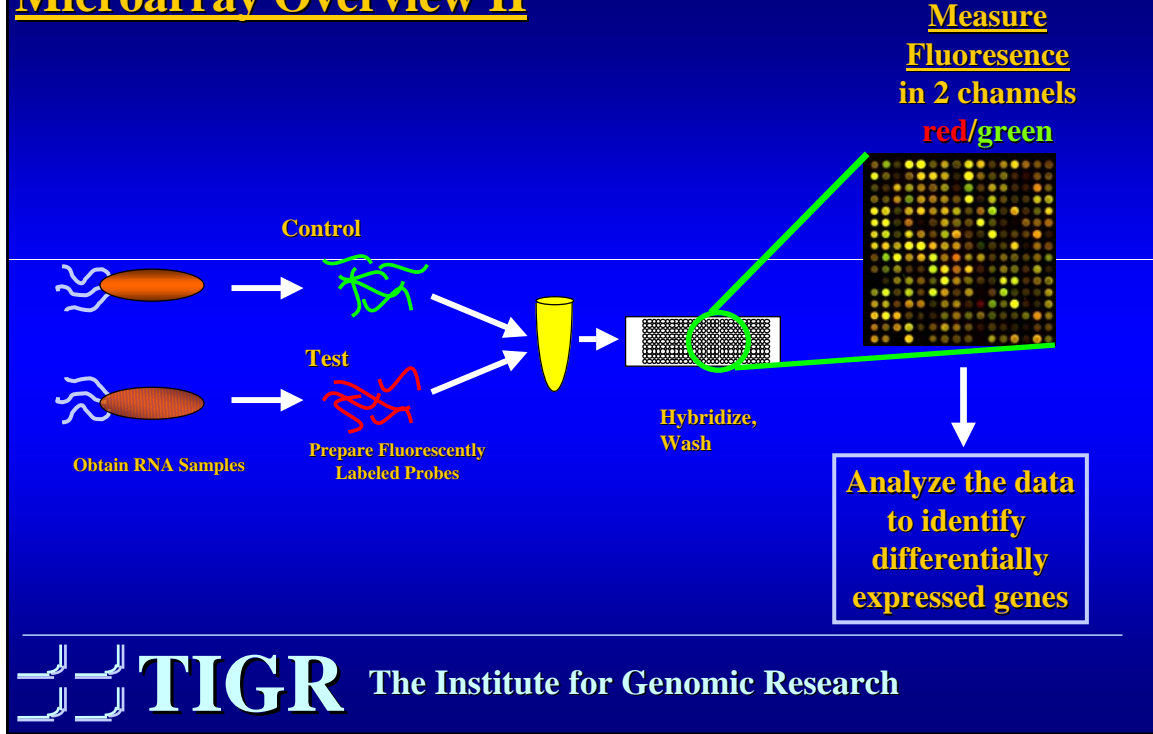 Microarray Overview II
Measure
Fluoresence
in 2 channels
red/green
Control
Test
Obtain RNA Samples
Prepare Fluorescently
Labeled Probes
Hybridize,
Wash
Analyze the data
to identify
differentially
expressed genes
TIGR The Institute for Genomic Research